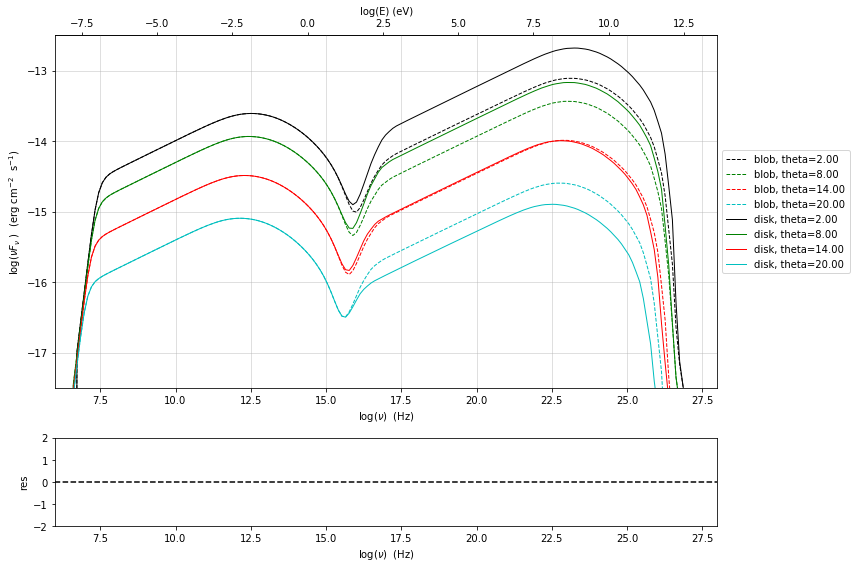 log(E) (eV)
−7.5 −5.0 −2.5 0.0 2.5 5.0 7.5 10.0 12.5
log(νFν ) (erg cm⁻² s⁻¹)
−13
−14
−15
−16
−17
7.5 10.0 12.5 15.0 17.5 20.0 22.5 25.0 27.5
log(ν) (Hz)
blob, theta=2.00
blob, theta=8.00
blob, theta=14.00
blob, theta=20.00
disk, theta=2.00
disk, theta=8.00
disk, theta=14.00
disk, theta=20.00
res
2
1
0
−1
−2
7.5 10.0 12.5 15.0 17.5 20.0 22.5 25.0 27.5
log(ν) (Hz)